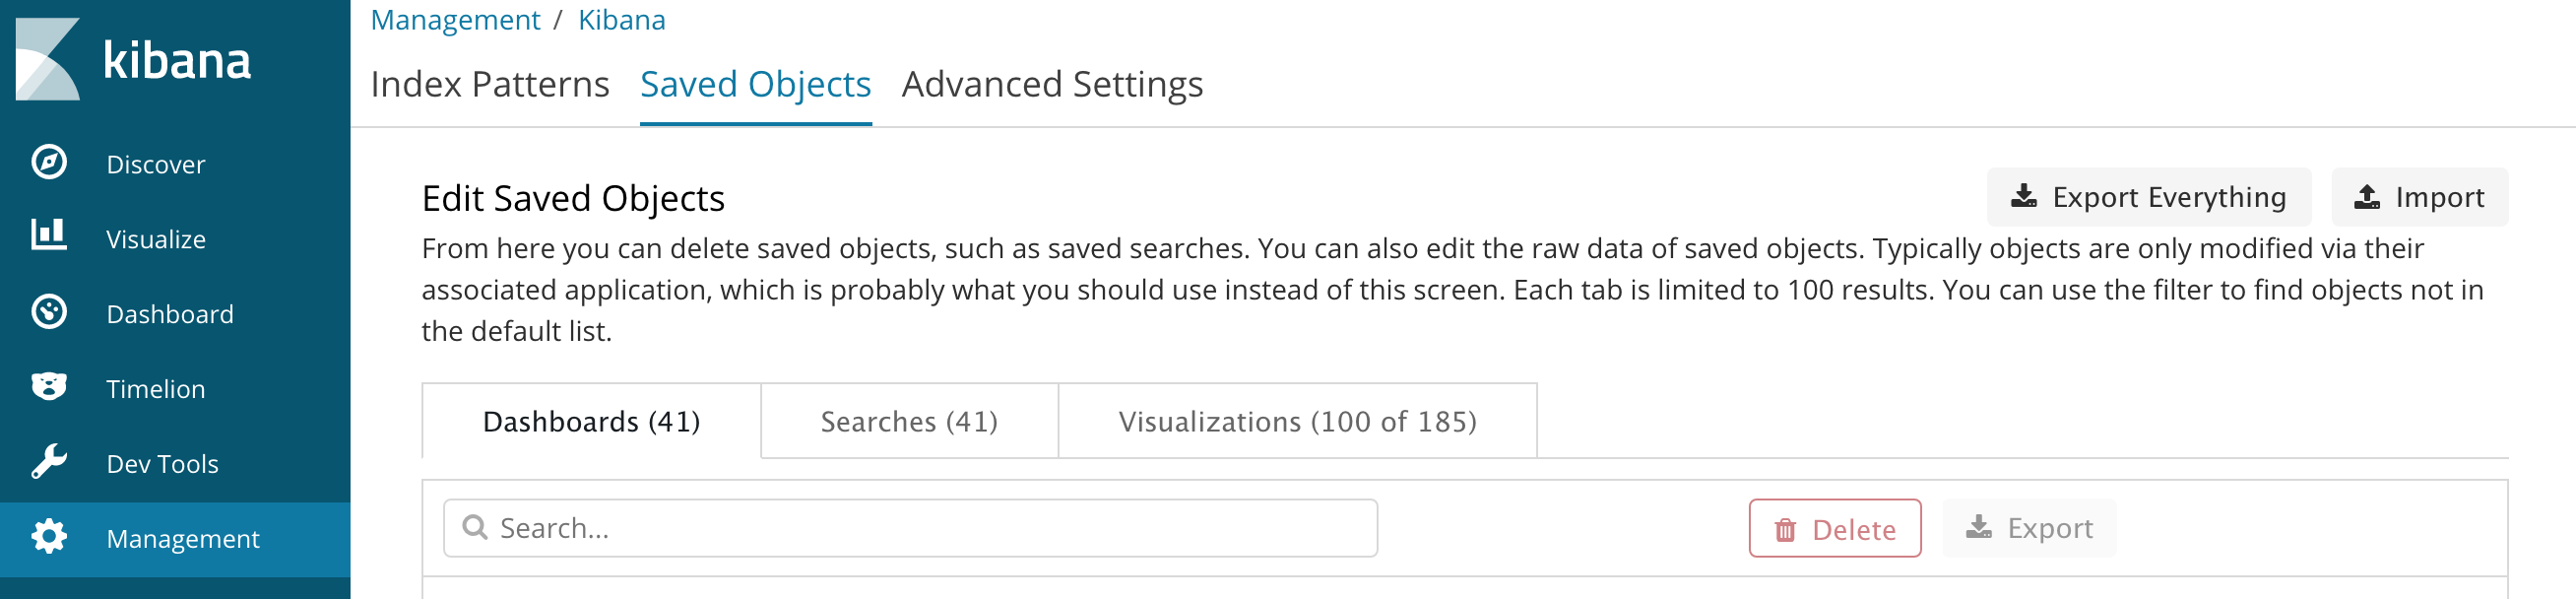 kibana
Discover
Visualize
Dashboard
Timelion
Dev Tools
Management
Management / Kibana
Index Patterns Saved Objects Advanced Settings
Edit Saved Objects
Export Everything Import
From here you can delete saved objects, such as saved searches. You can also edit the raw data of saved objects. Typically objects are only modified via their
associated application, which is probably what you should use instead of this screen. Each tab is limited to 100 results. You can use the filter to find objects not in
the default list.
Dashboards (41) Searches (41) Visualizations (100 of 185)
Search... Delete Export